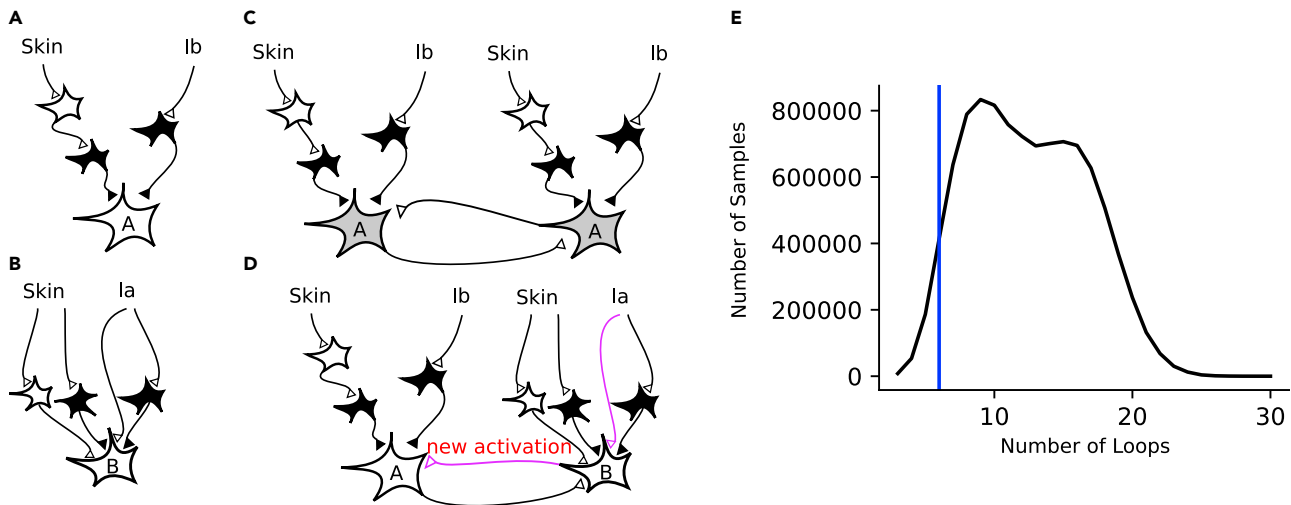 A
Skin
Ib
A
B
Skin
Ia
B
C
Skin
Ib
Skin
Ib
A
A
D
Skin
Ib
Skin
Ia
new activation
A
B
E
Number of Samples
800000
600000
400000
200000
0
10
20
30
Number of Loops